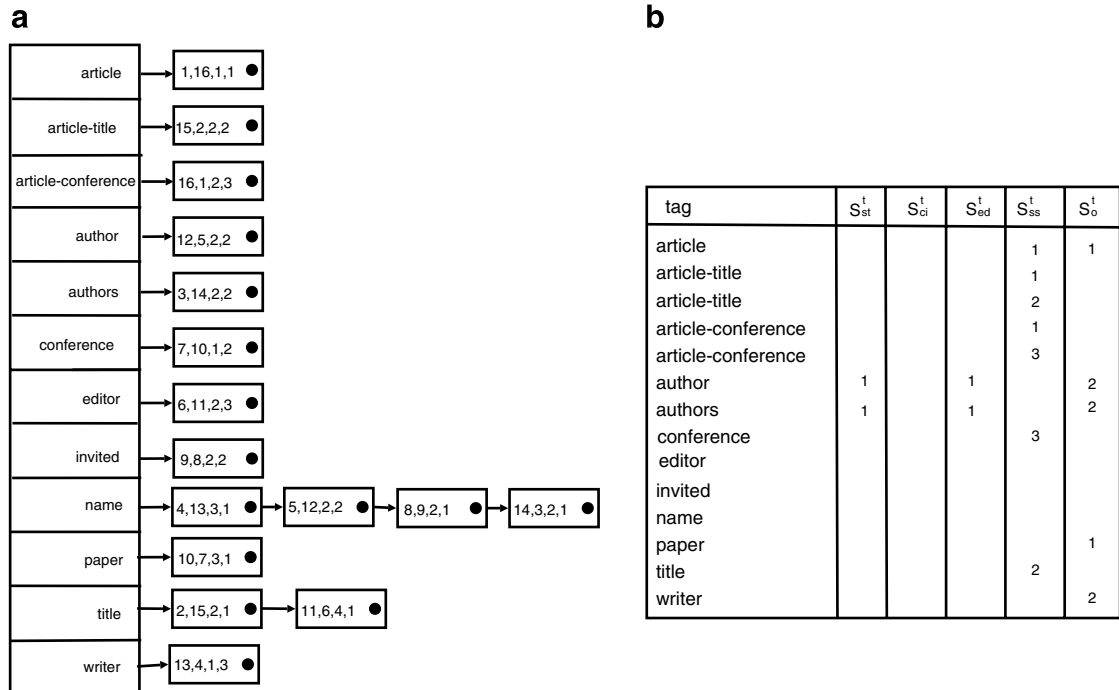 a
article 1,16,1,1
article-title 15,2,2,2
article-conference 16,1,2,3
author 12,5,2,2
authors 3,14,2,2
conference 7,10,1,2
editor 6,11,2,3
invited 9,8,2,2
name 4,13,3,1 5,12,2,2 8,9,2,1 14,3,2,1
paper 10,7,3,1
title 2,15,2,1 11,6,4,1
writer 13,4,1,3
b
tag S^t_st S^t_ci S^t_ed S^t_ss S^t_o
article 1 1
article-title 1
article-title 2
article-conference 1
article-conference 3
author 1 1 2
authors 1 1 2
conference 3
editor
invited
name
paper 1
title 2
writer 2